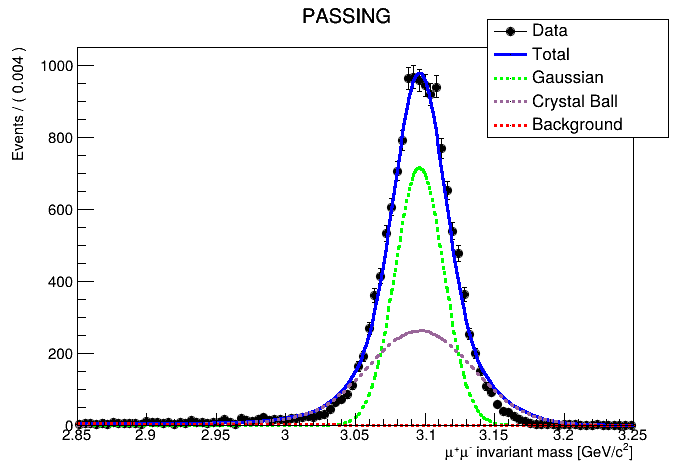 PASSING
Data
Total
Gaussian
Crystal Ball
Background
Events / ( 0.004 )
1000
800
600
400
200
0
2.85 2.9 2.95 3 3.05 3.1 3.15 3.2 3.25
μ⁺μ⁻ invariant mass [GeV/c²]